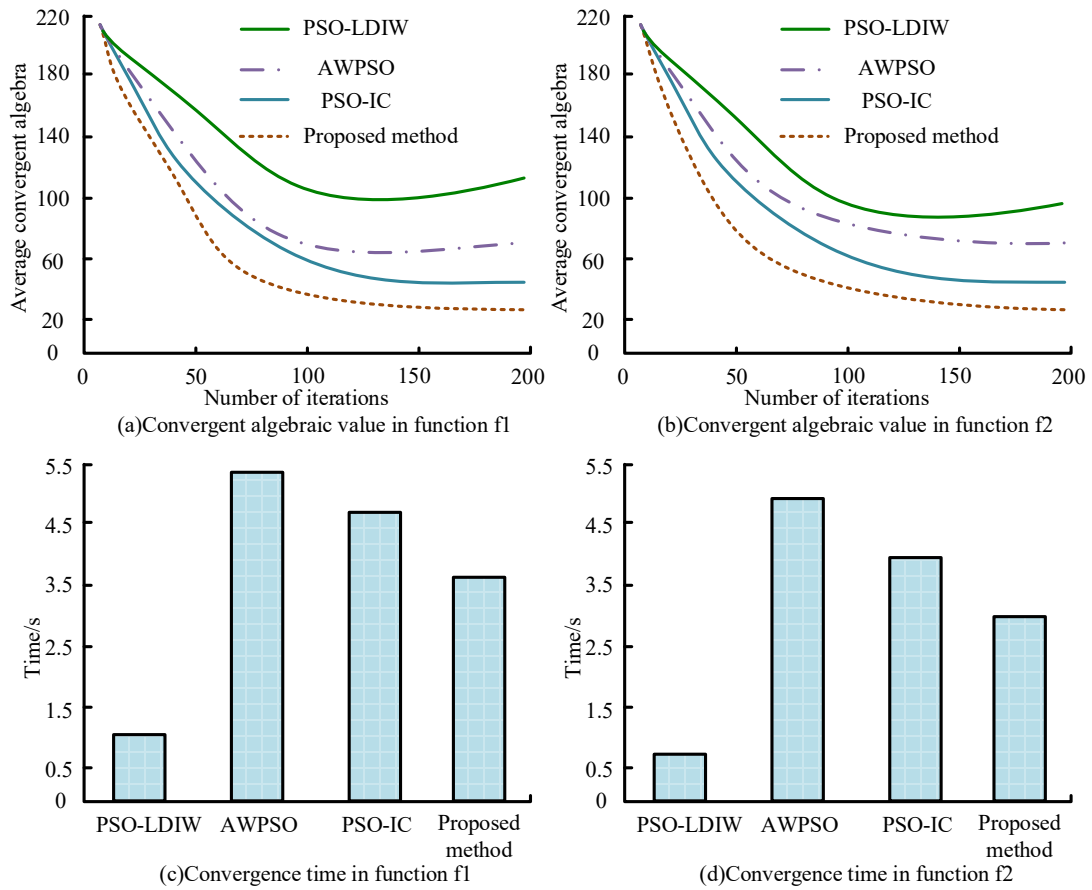 220
180
140
100
60
20
0
Average convergent algebra
PSO-LDIW
AWPSO
PSO-IC
Proposed method
0
50
100
150
200
Number of iterations
(a)Convergent algebraic value in function f1
220
180
140
100
60
20
0
Average convergent algebra
PSO-LDIW
AWPSO
PSO-IC
Proposed method
0
50
100
150
200
Number of iterations
(b)Convergent algebraic value in function f2
5.5
4.5
3.5
2.5
1.5
0.5
0
Time/s
PSO-LDIW
AWPSO
PSO-IC
Proposed
method
(c)Convergence time in function f1
5.5
4.5
3.5
2.5
1.5
0.5
0
Time/s
PSO-LDIW
AWPSO
PSO-IC
Proposed
method
(d)Convergence time in function f2